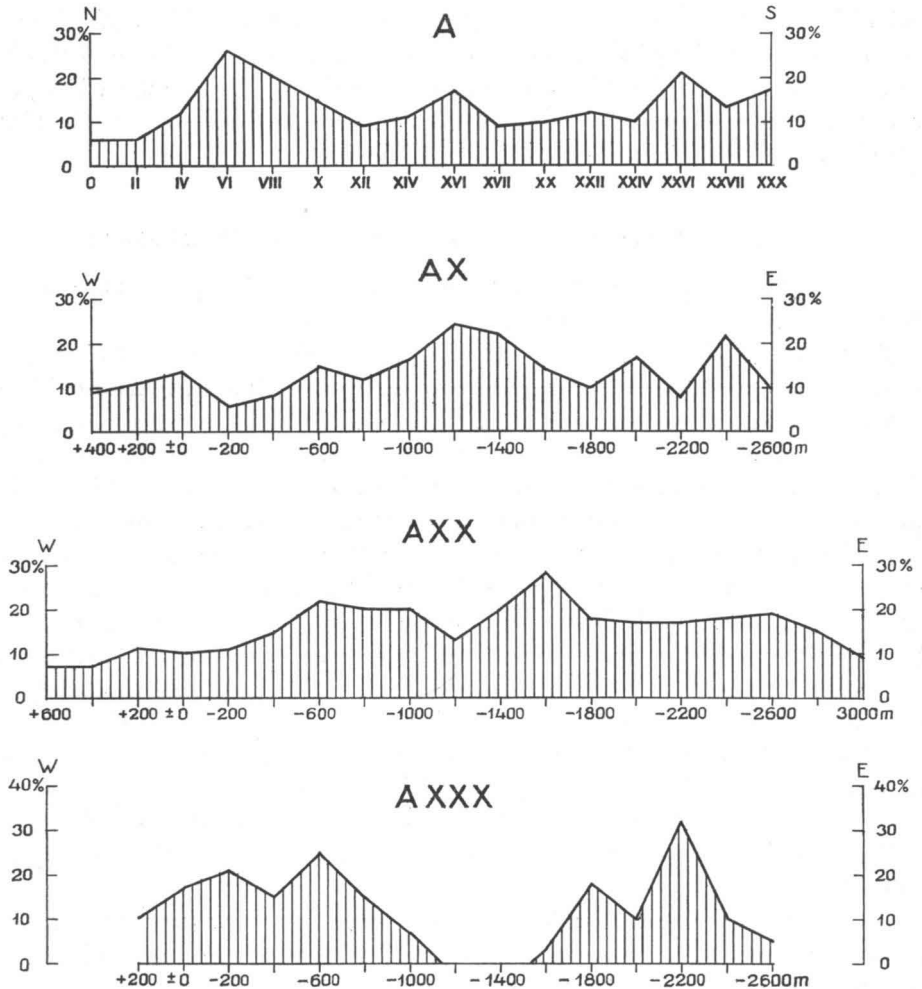 N A S
30% 30%
20 20
10 10
0 0
O II IV VI VIII X XII XIV XVI XVII XX XXII XXIV XXVI XXVII XXX
AX
W E
30% 30%
20 20
10 10
0 0
+400 +200 ±0 -200 -600 -1000 -1400 -1800 -2200 -2600m
AXX
W E
30% 30%
20 20
10 10
0 0
+600 +200 ±0 -200 -600 -1000 -1400 -1800 -2200 -2600 3000m
W E
40% AXXX 40%
30 30
20 20
10 10
0 0
+200 ±0 -200 -600 -1000 -1400 -1800 -2200 -2600m